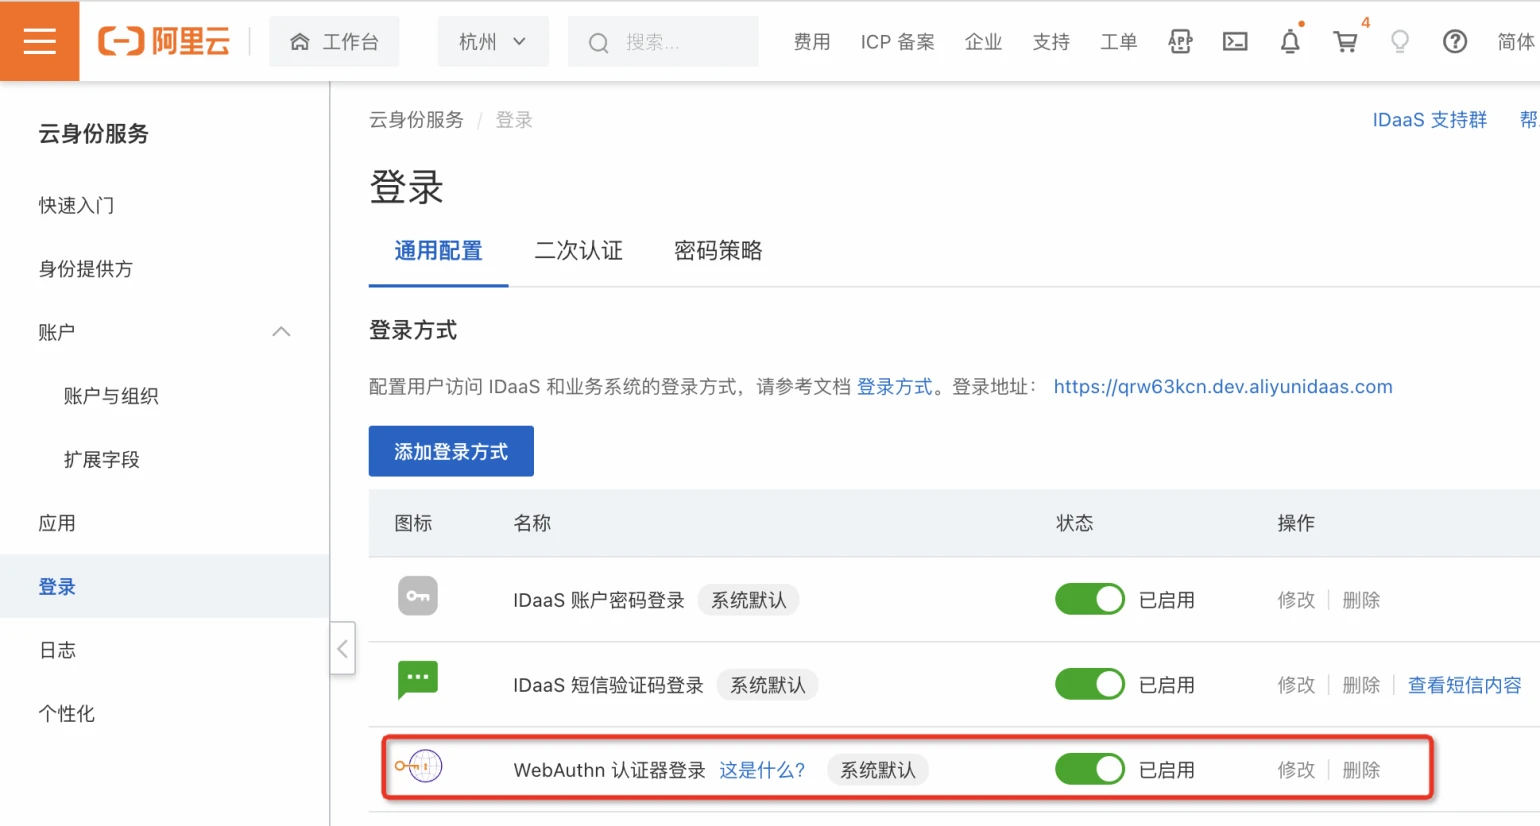 阿里云
工作台
杭州
搜索...
费用
ICP 备案
企业
支持
工单
APP
4
简体
云身份服务
快速入门
身份提供方
账户
账户与组织
扩展字段
应用
登录
日志
个性化
云身份服务 / 登录
IDaaS 支持群
帮
登录
通用配置
二次认证
密码策略
登录方式
配置用户访问 IDaaS 和业务系统的登录方式，请参考文档 登录方式。登录地址： https://qrw63kcn.dev.aliyunidaas.com
添加登录方式
图标 名称 状态 操作
IDaaS 账户密码登录 系统默认 已启用 修改 删除
IDaaS 短信验证码登录 系统默认 已启用 修改 删除 查看短信内容
WebAuthn 认证器登录 这是什么? 系统默认 已启用 修改 删除